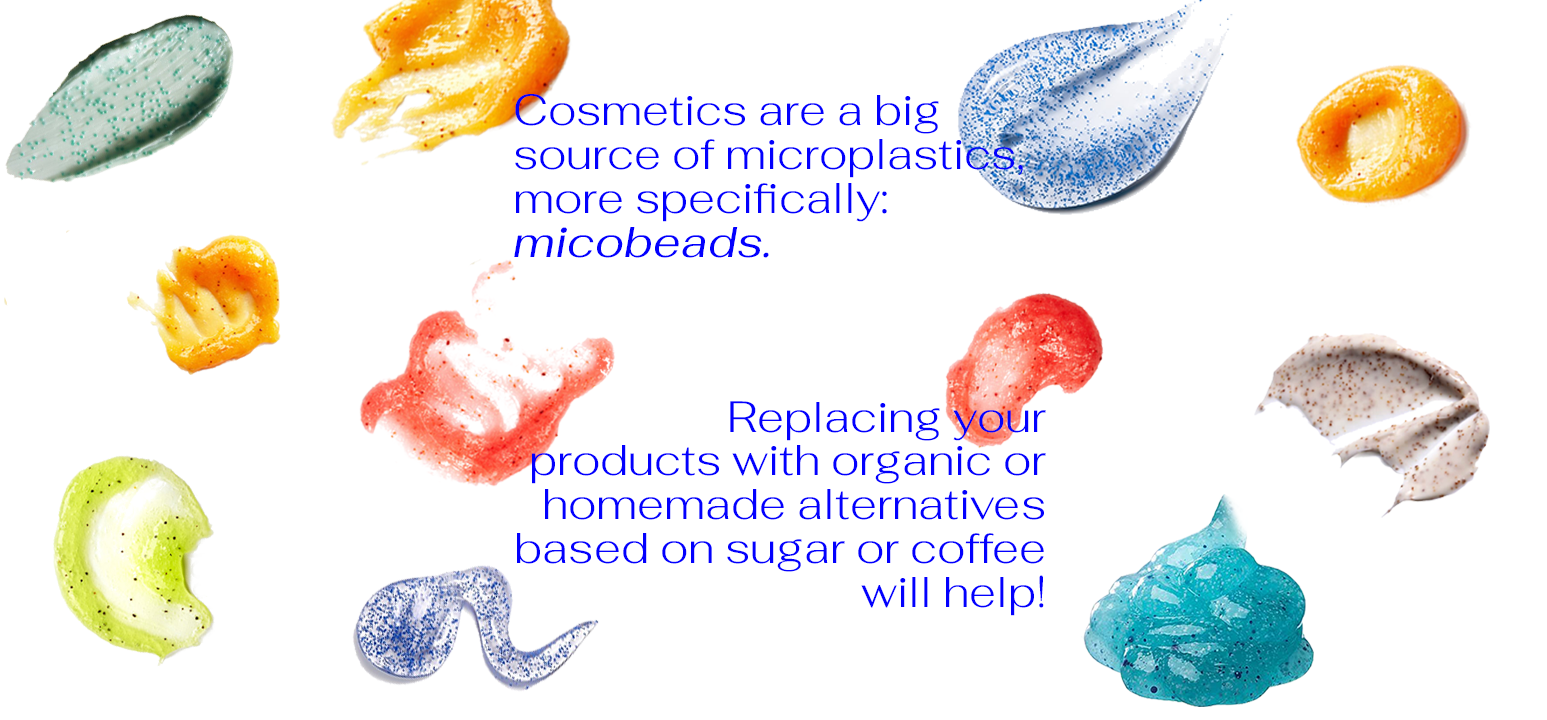 Cosmetics are a big
source of microplastics,
more specifically:
micobeads.
Replacing your
products with organic or
homemade alternatives
based on sugar or coffee
will help!